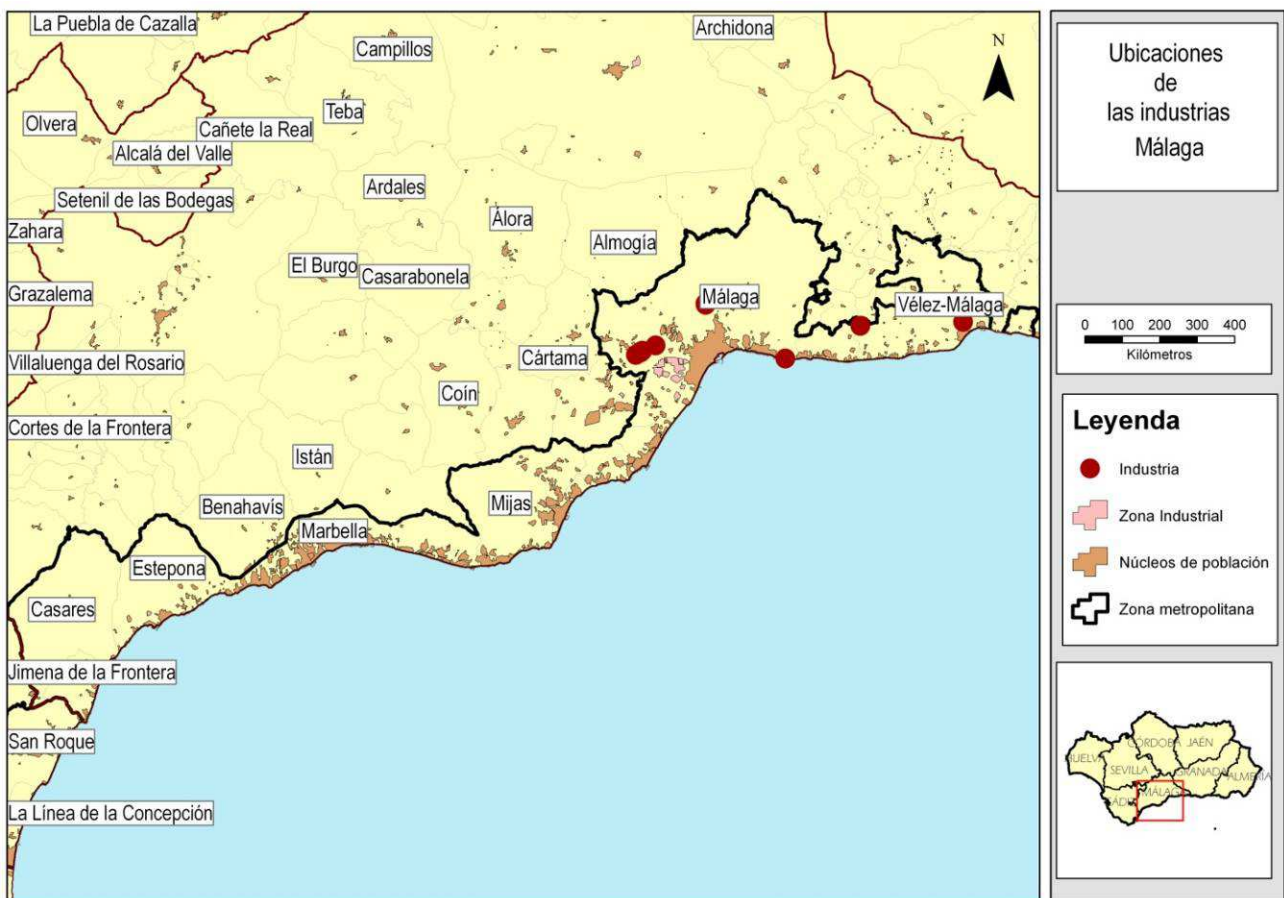 La Puebla de Cazalla
Campillos
Archidona
N
Teba
Olvera
Cañete la Real
Alcalá del Valle
Ardales
Setenil de las Bodegas
Álora
Zahara
Almogía
El Burgo
Casarabonela
Grazalema
Málaga
Vélez-Málaga
Villaluenga del Rosario
Cártama
Coín
Cortes de la Frontera
Istán
Mijas
Benahavís
Marbella
Estepona
Casares
Jimena de la Frontera
San Roque
La Línea de la Concepción
Ubicaciones
de
las industrias
Málaga
0 100 200 300 400
Kilómetros
Leyenda
Industria
Zona Industrial
Núcleos de población
Zona metropolitana
CÓRDOBA
JAÉN
HUELVA
SEVILLA
GRANADA
ALMERÍA
MÁLAGA
CÁDIZ